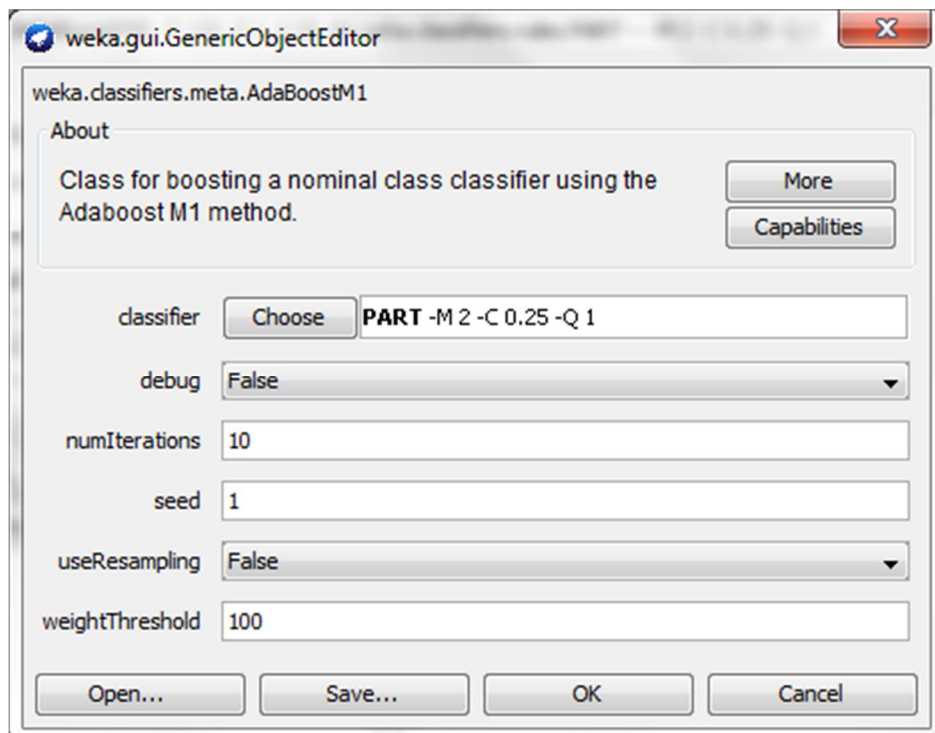 weka.gui.GenericObjectEditor
weka.classifiers.meta.AdaBoostM1
About
Class for boosting a nominal class classifier using the
Adaboost M1 method.
More
Capabilities
classifier Choose PART -M 2 -C 0.25 -Q 1
debug False
numIterations 10
seed 1
useResampling False
weightThreshold 100
Open... Save... OK Cancel